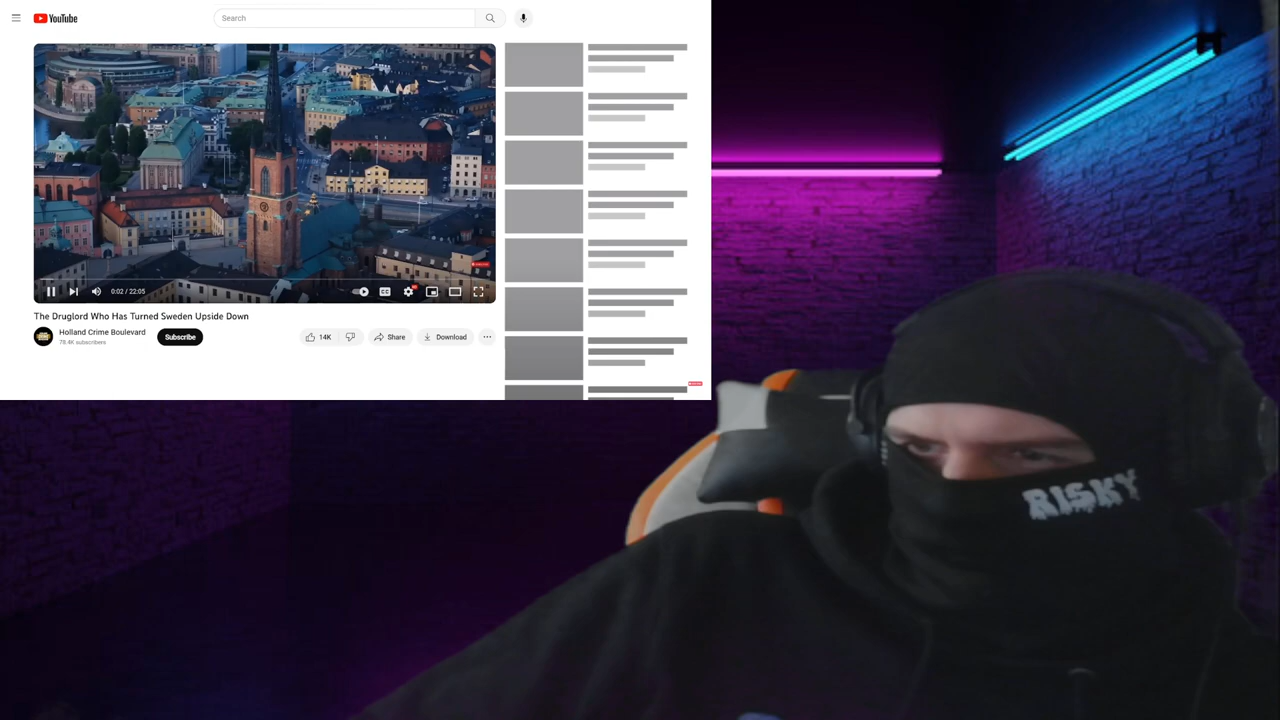 YouTube
Search
0:02 / 22:05
CC
The Druglord Who Has Turned Sweden Upside Down
Holland Crime Boulevard
78.4K subscribers
Subscribe
14K
Share
Download
RISKY